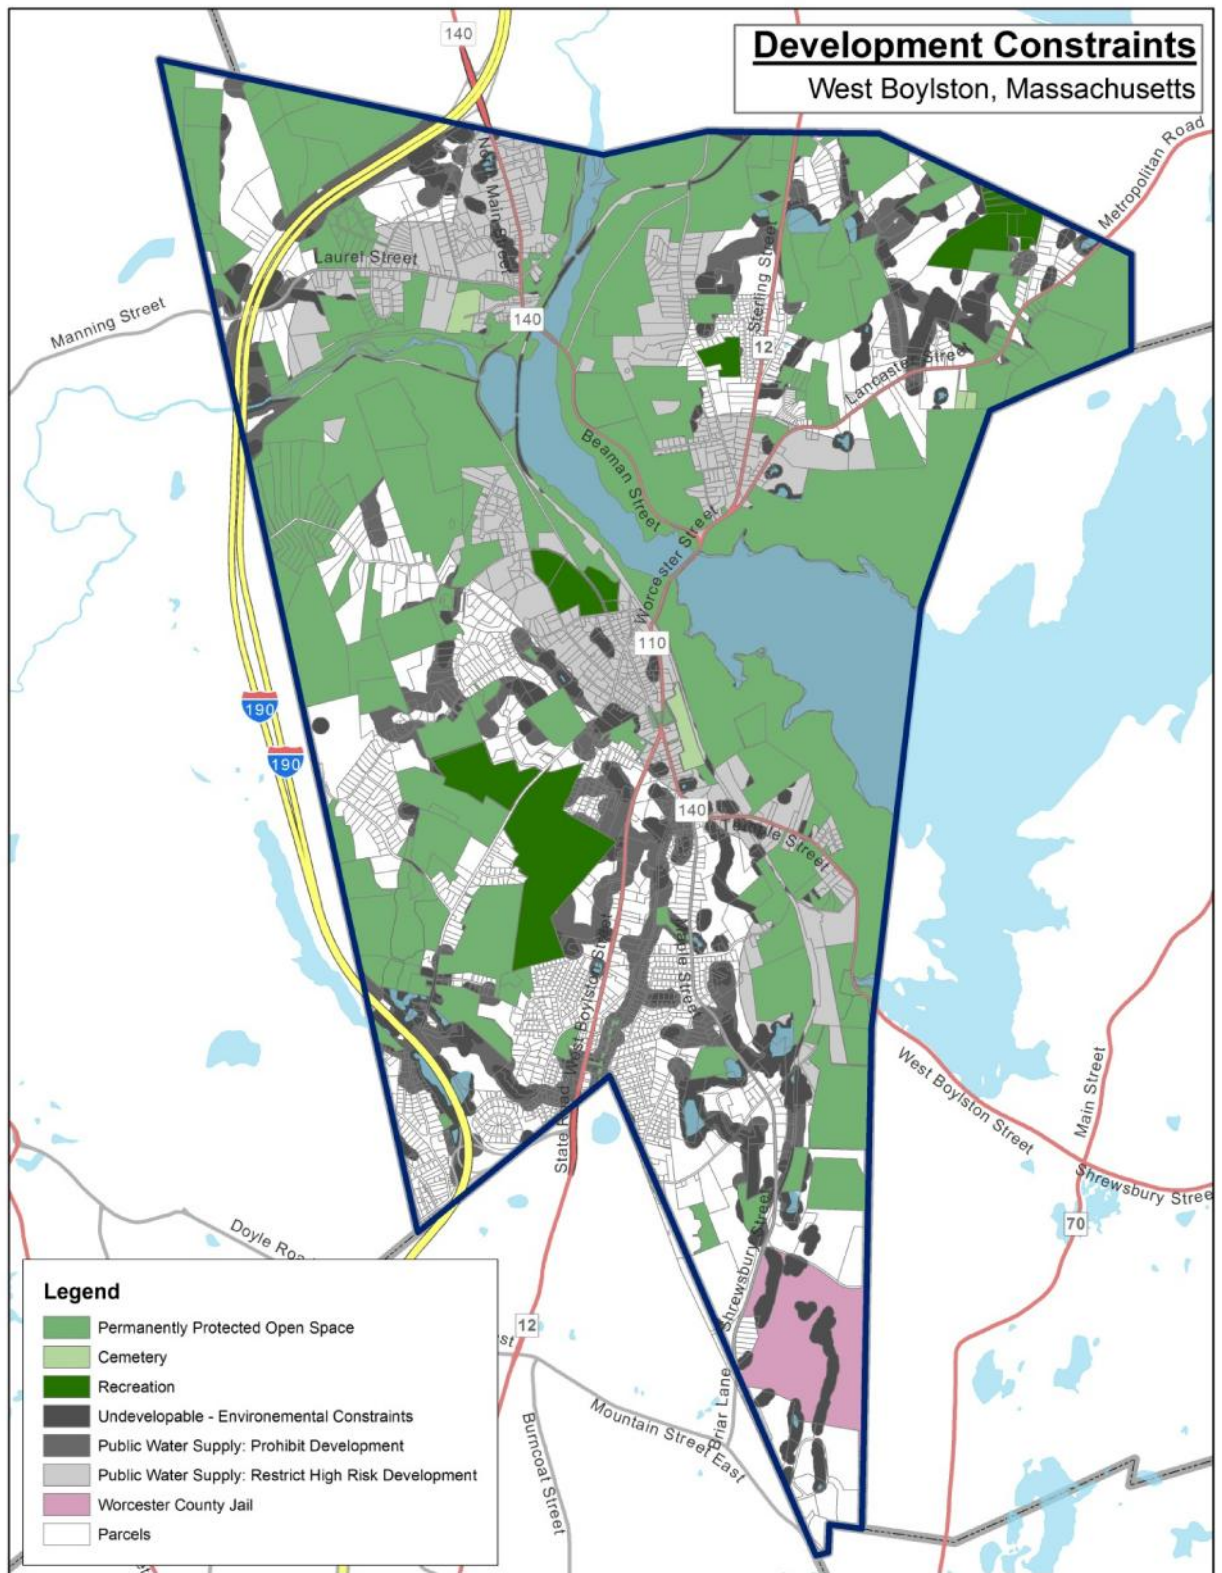 Development Constraints
West Boylston, Massachusetts
140
North Main Street
Metropolitan Road
Laurel Street
Manning Street
140
Sterling Street
12
Lancaster Street
Beaman Street
Worcester Street
110
190
190
140
Temple Street
Maple Street
West Boylston Street
State Road
West Boylston Street
Main Street
Shrewsbury Stree
70
Shrewsbury Street
Doyle Roa
12
est
Briar Lane
Mountain Street East
Burncoat Street
Legend
Permanently Protected Open Space
Cemetery
Recreation
Undevelopable - Environemental Constraints
Public Water Supply: Prohibit Development
Public Water Supply: Restrict High Risk Development
Worcester County Jail
Parcels